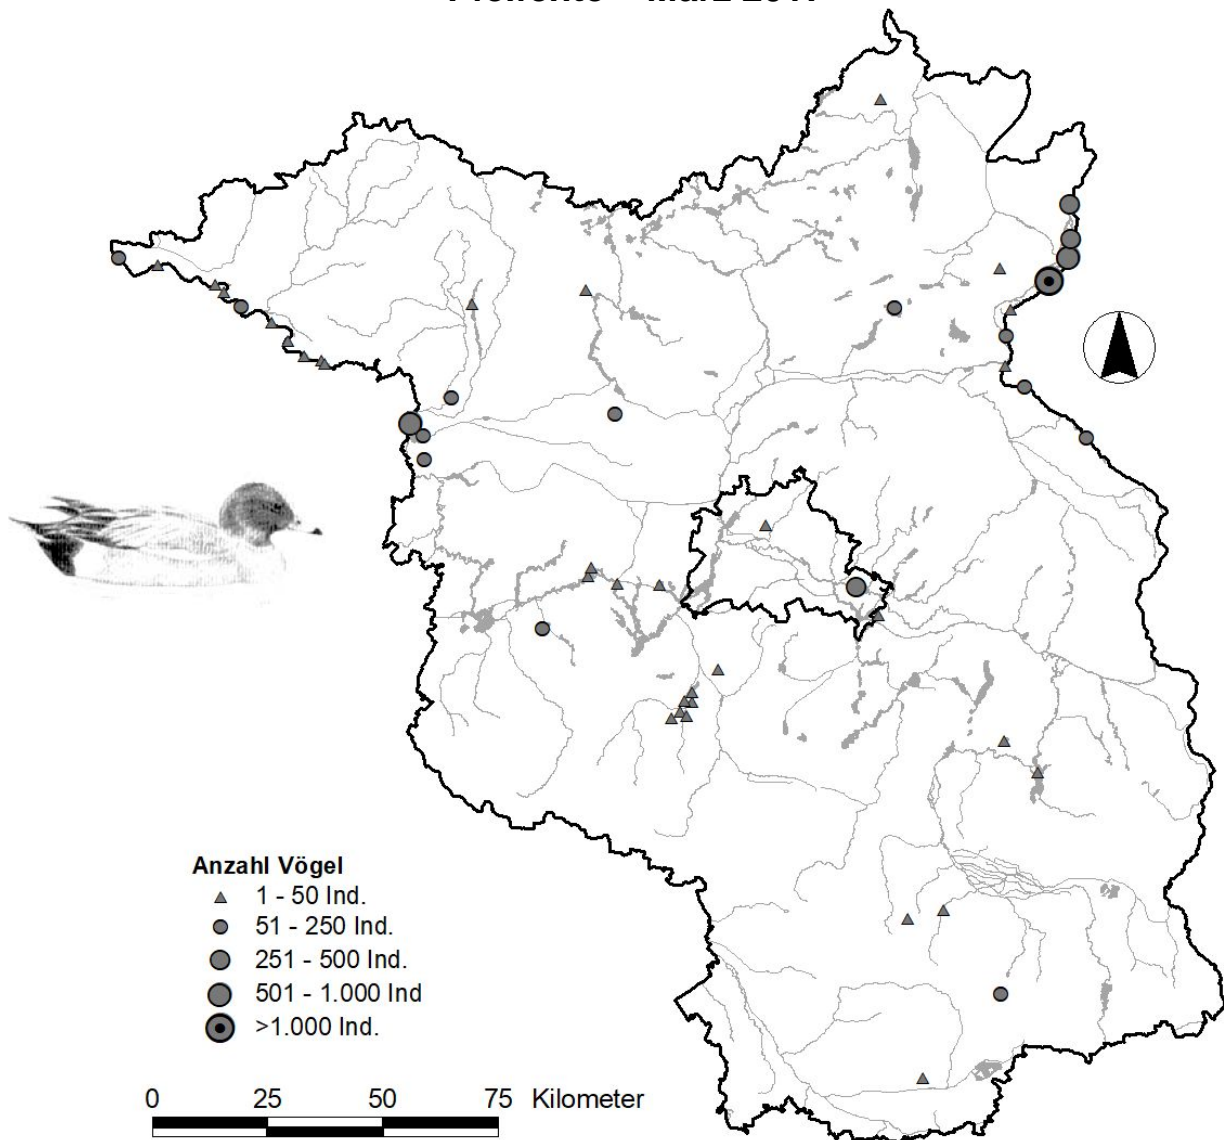 Anzahl Vögel
1 - 50 Ind.
51 - 250 Ind.
251 - 500 Ind.
501 - 1.000 Ind
>1.000 Ind.
0 25 50 75 Kilometer